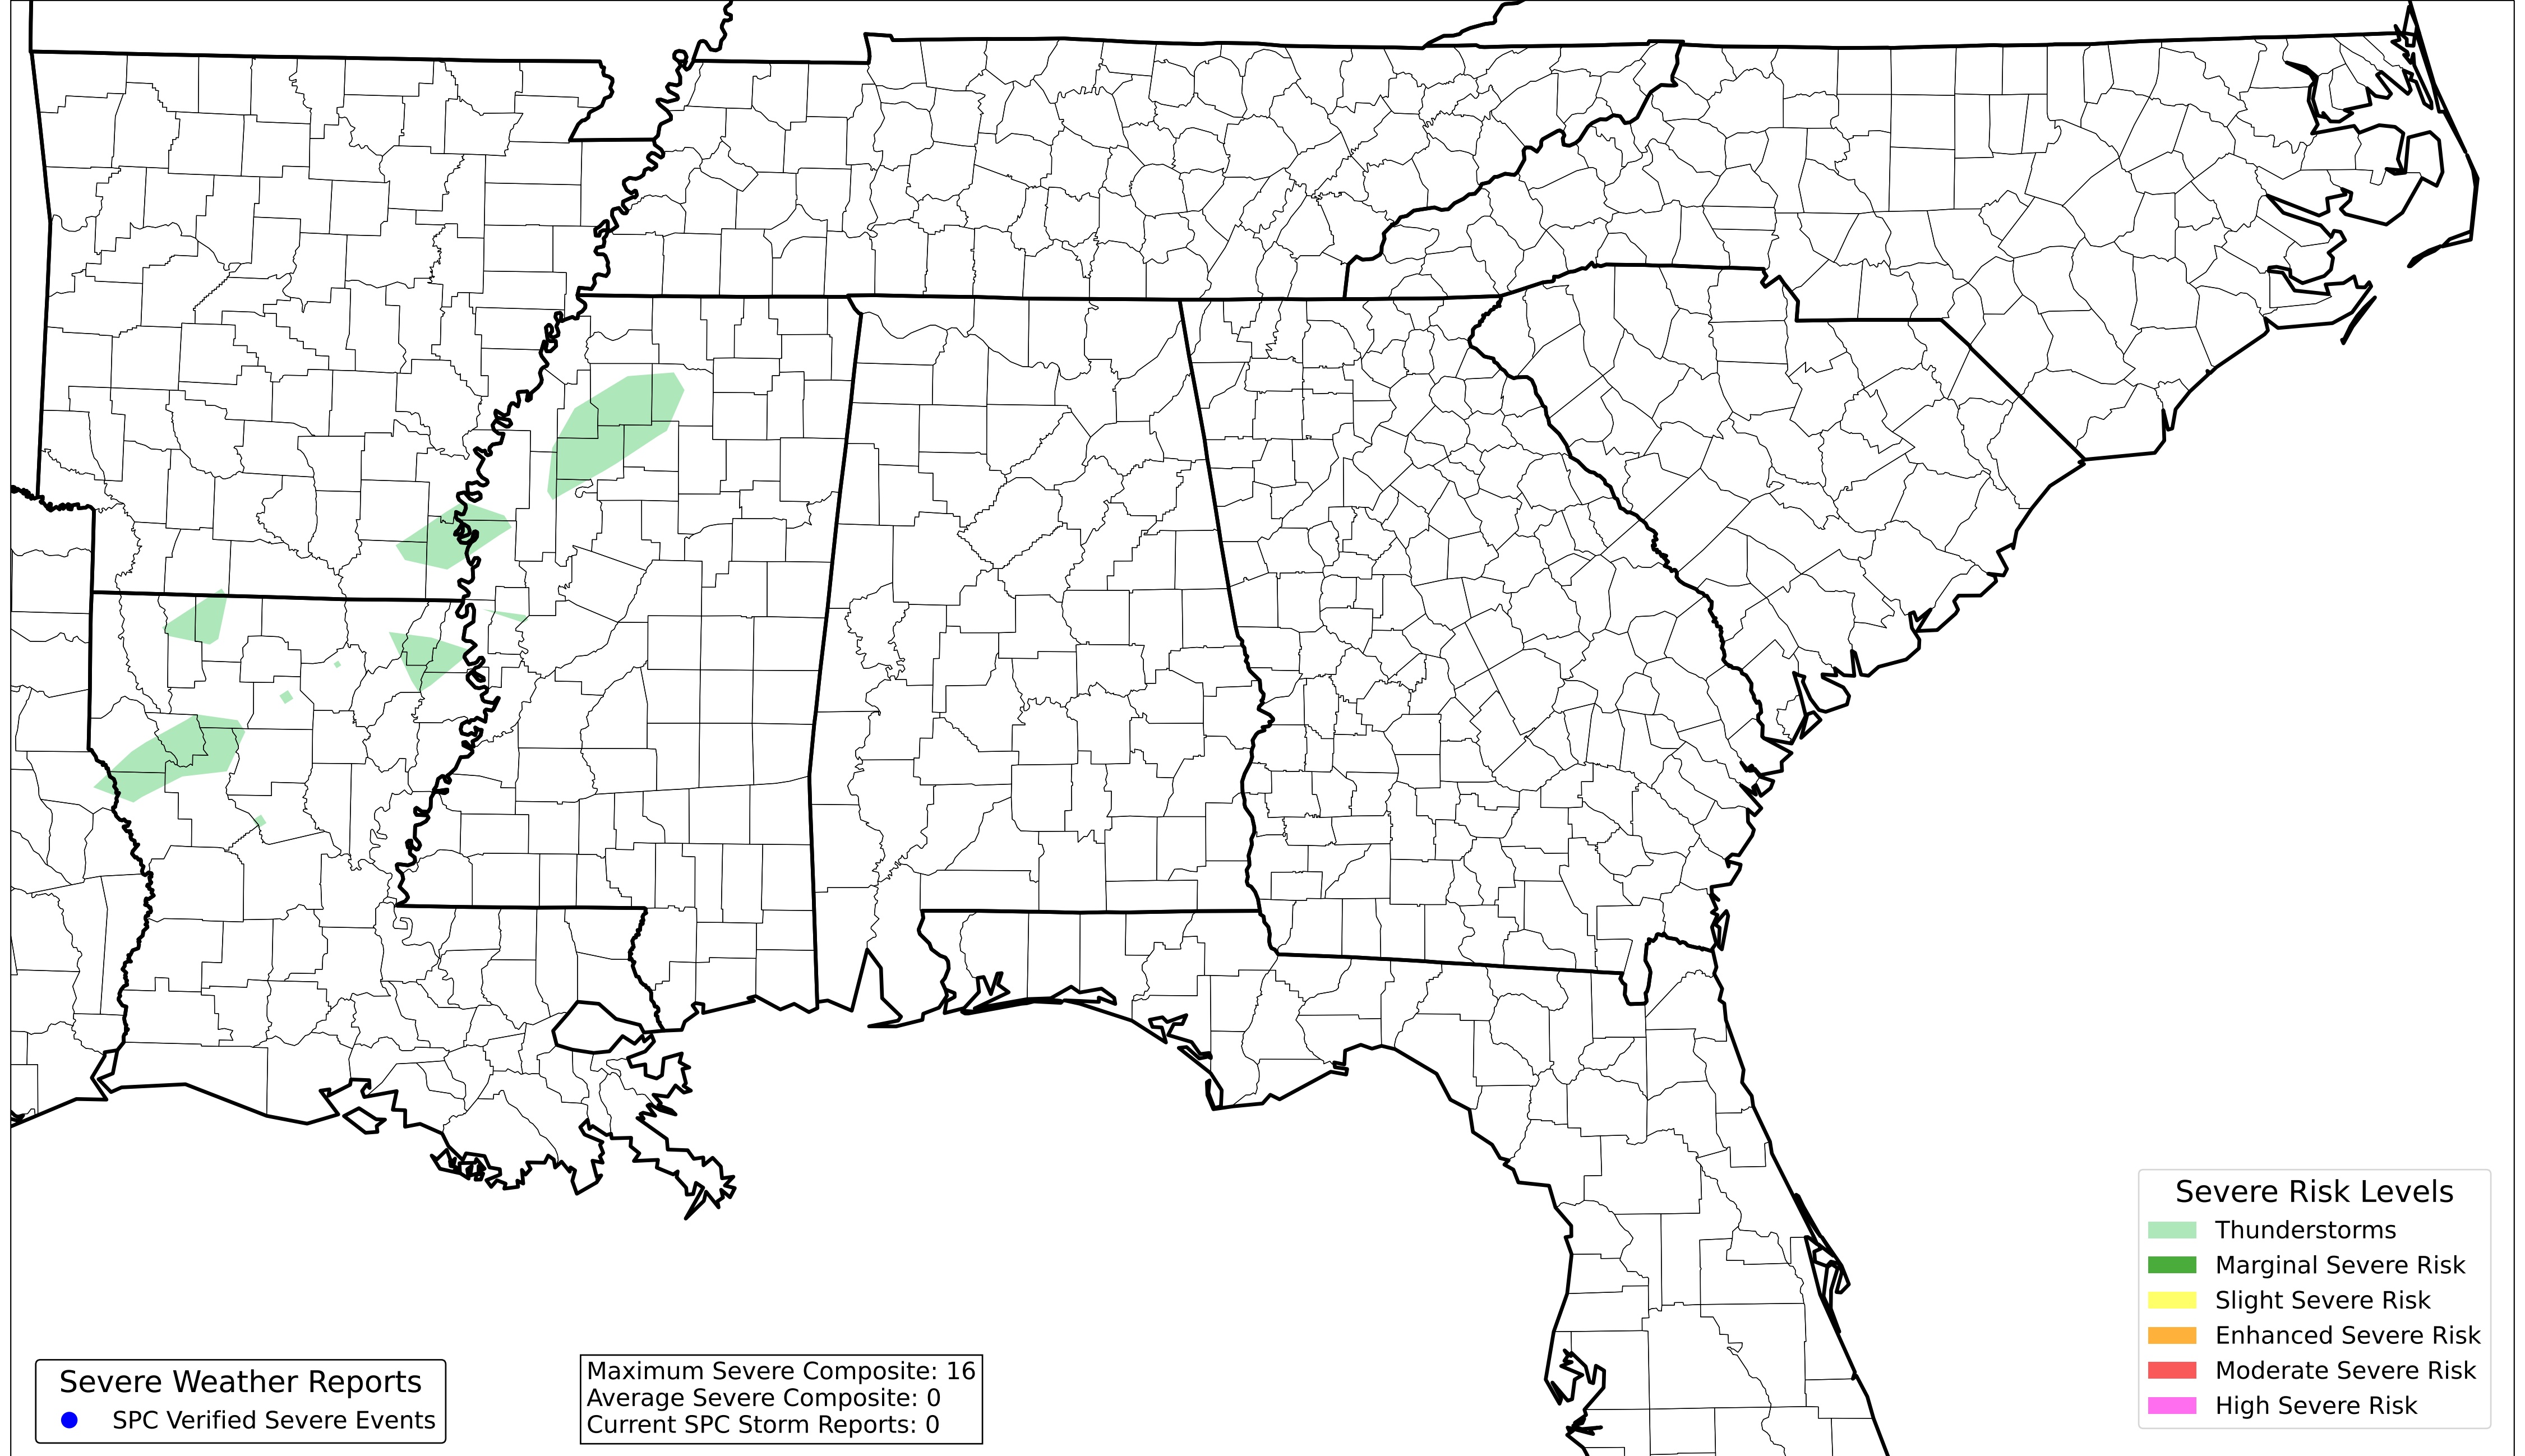 Severe Risk Levels
Thunderstorms
Marginal Severe Risk
Slight Severe Risk
Enhanced Severe Risk
Moderate Severe Risk
High Severe Risk
Severe Weather Reports
SPC Verified Severe Events
Maximum Severe Composite: 16
Average Severe Composite: 0
Current SPC Storm Reports: 0